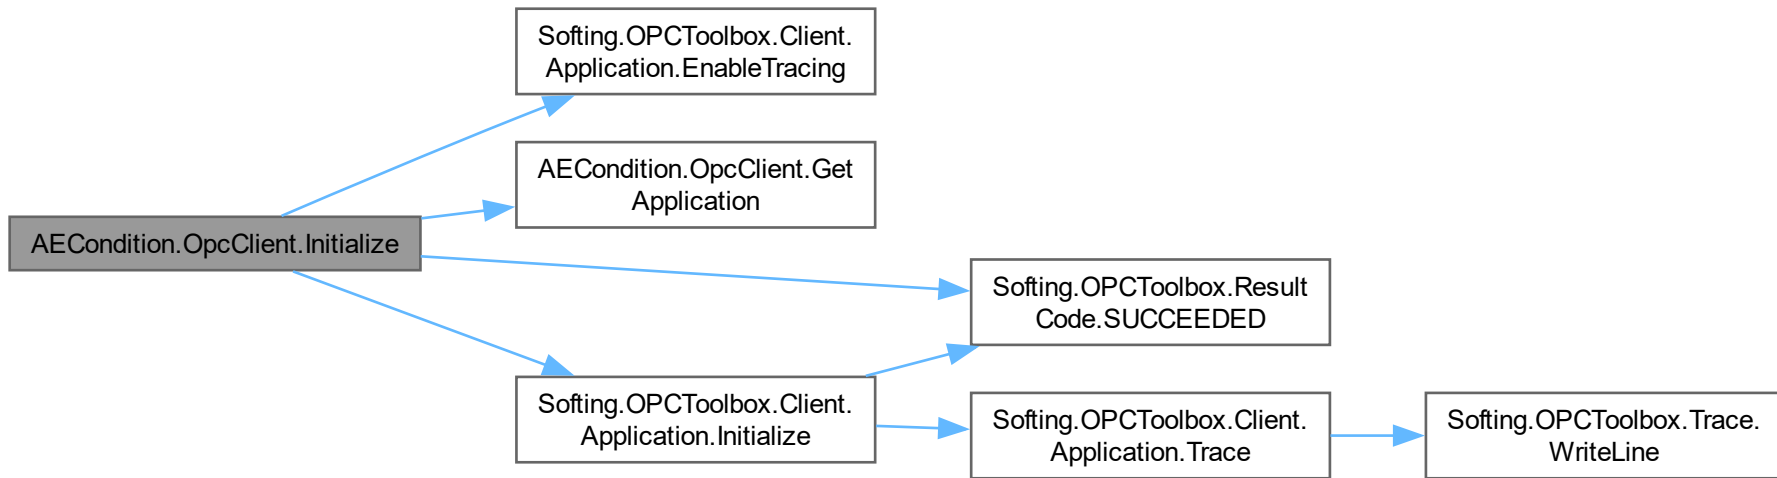 Softing.OPCToolbox.Client.
Application.EnableTracing
AECondition.OpcClient.Get
Application
AECondition.OpcClient.Initialize
Softing.OPCToolbox.Result
Code.SUCCEEDED
Softing.OPCToolbox.Client.
Application.Initialize
Softing.OPCToolbox.Client.
Application.Trace
Softing.OPCToolbox.Trace.
WriteLine